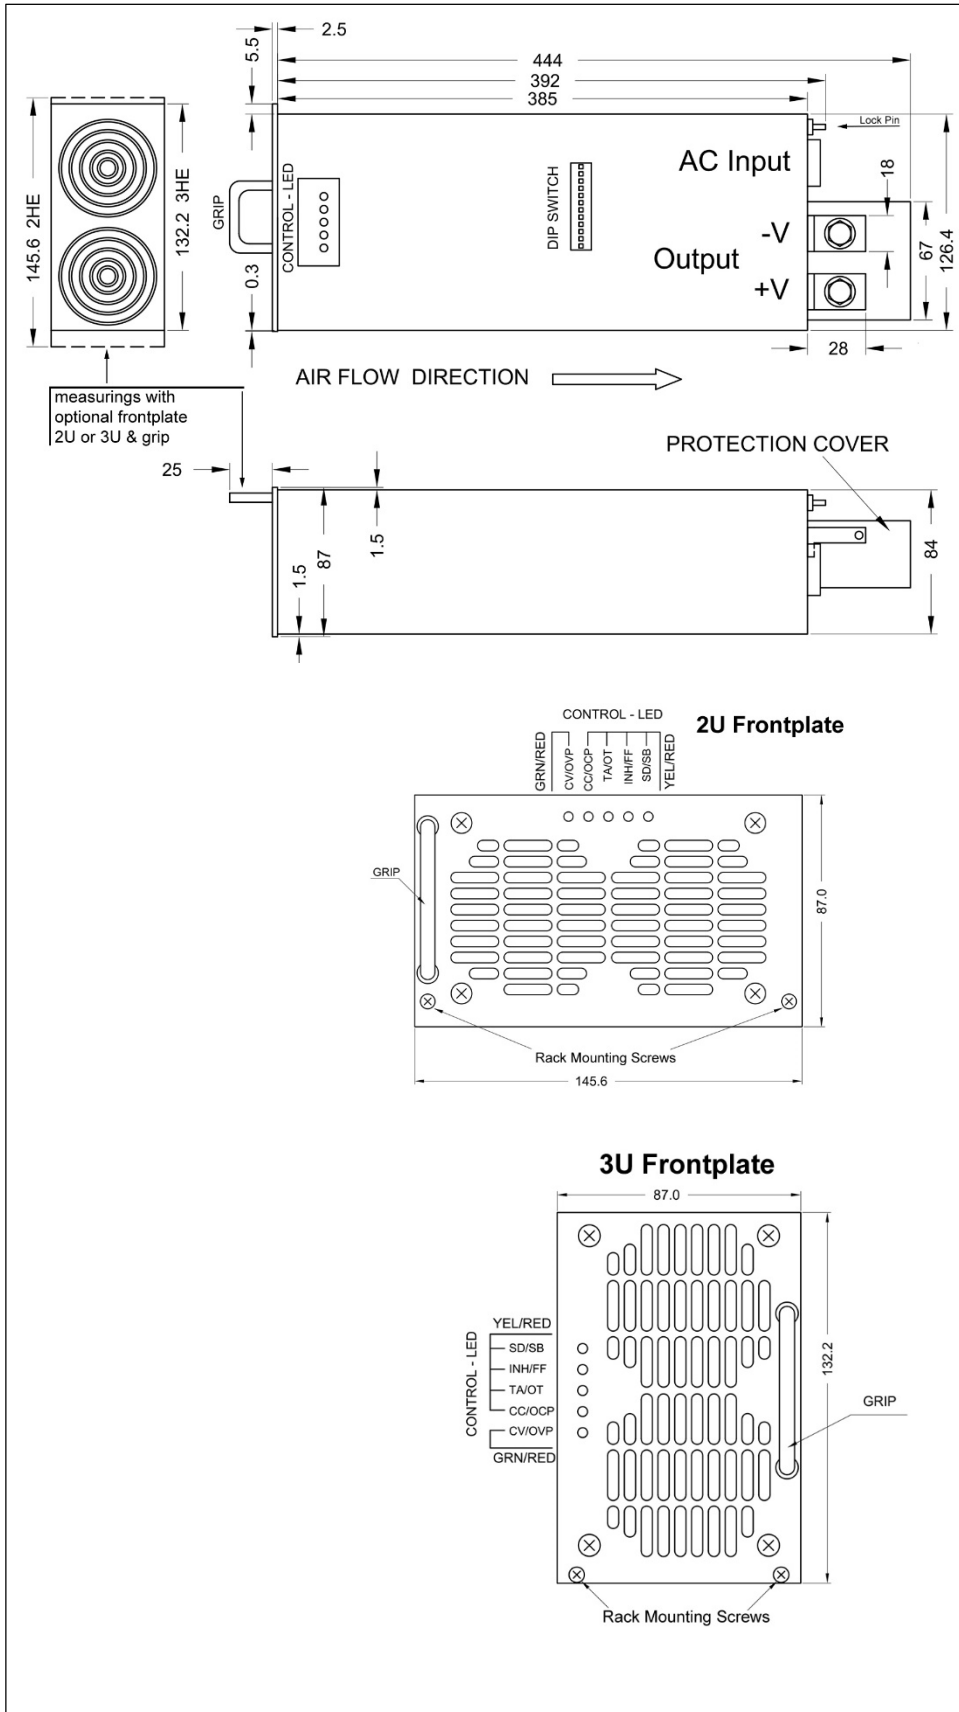 5.5
2.5
444
392
385
Lock Pin
145.6 2HE
132.2 3HE
GRIP
CONTROL - LED
DIP SWITCH
AC Input
18
-V
Output
+V
67
126.4
0.3
28
AIR FLOW DIRECTION
measurings with
optional frontplate
2U or 3U & grip
PROTECTION COVER
25
1.5
87
1.5
84
CONTROL - LED
2U Frontplate
GRN/RED
CV/OVP
CC/OCP
TA/OT
INH/FF
SD/SB
YEL/RED
GRIP
87.0
Rack Mounting Screws
145.6
3U Frontplate
87.0
CONTROL - LED
YEL/RED
SD/SB
INH/FF
TA/OT
CC/OCP
CV/OVP
GRN/RED
132.2
GRIP
Rack Mounting Screws